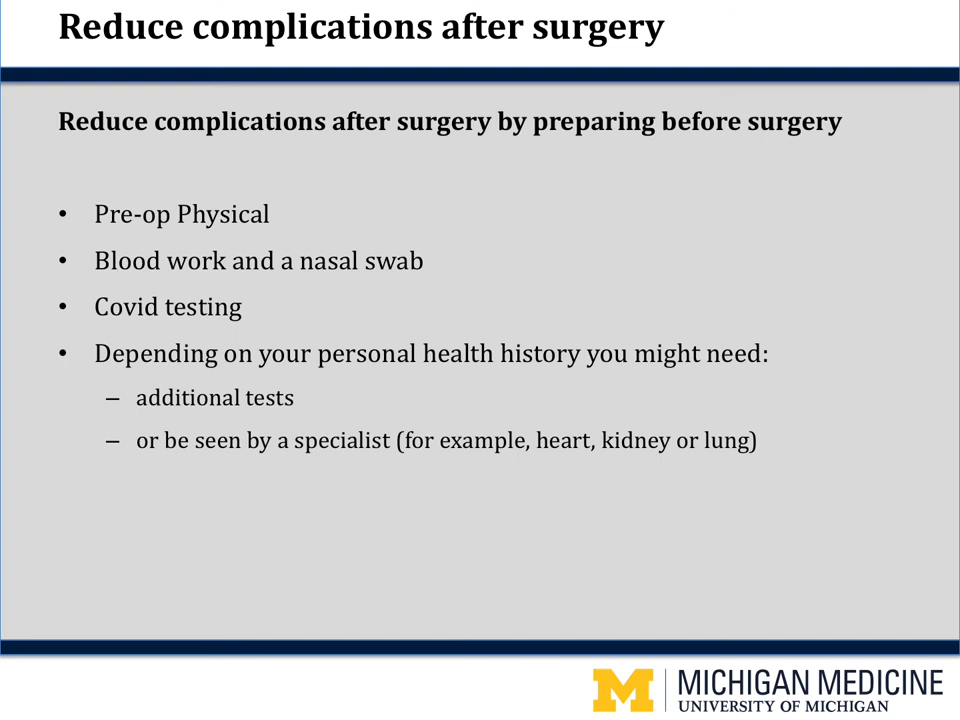 Reduce complications after surgery
Reduce complications after surgery by preparing before surgery
• Pre-op Physical
• Blood work and a nasal swab
• Covid testing
• Depending on your personal health history you might need:
– additional tests
– or be seen by a specialist (for example, heart, kidney or lung)
M MICHIGAN MEDICINE
UNIVERSITY OF MICHIGAN